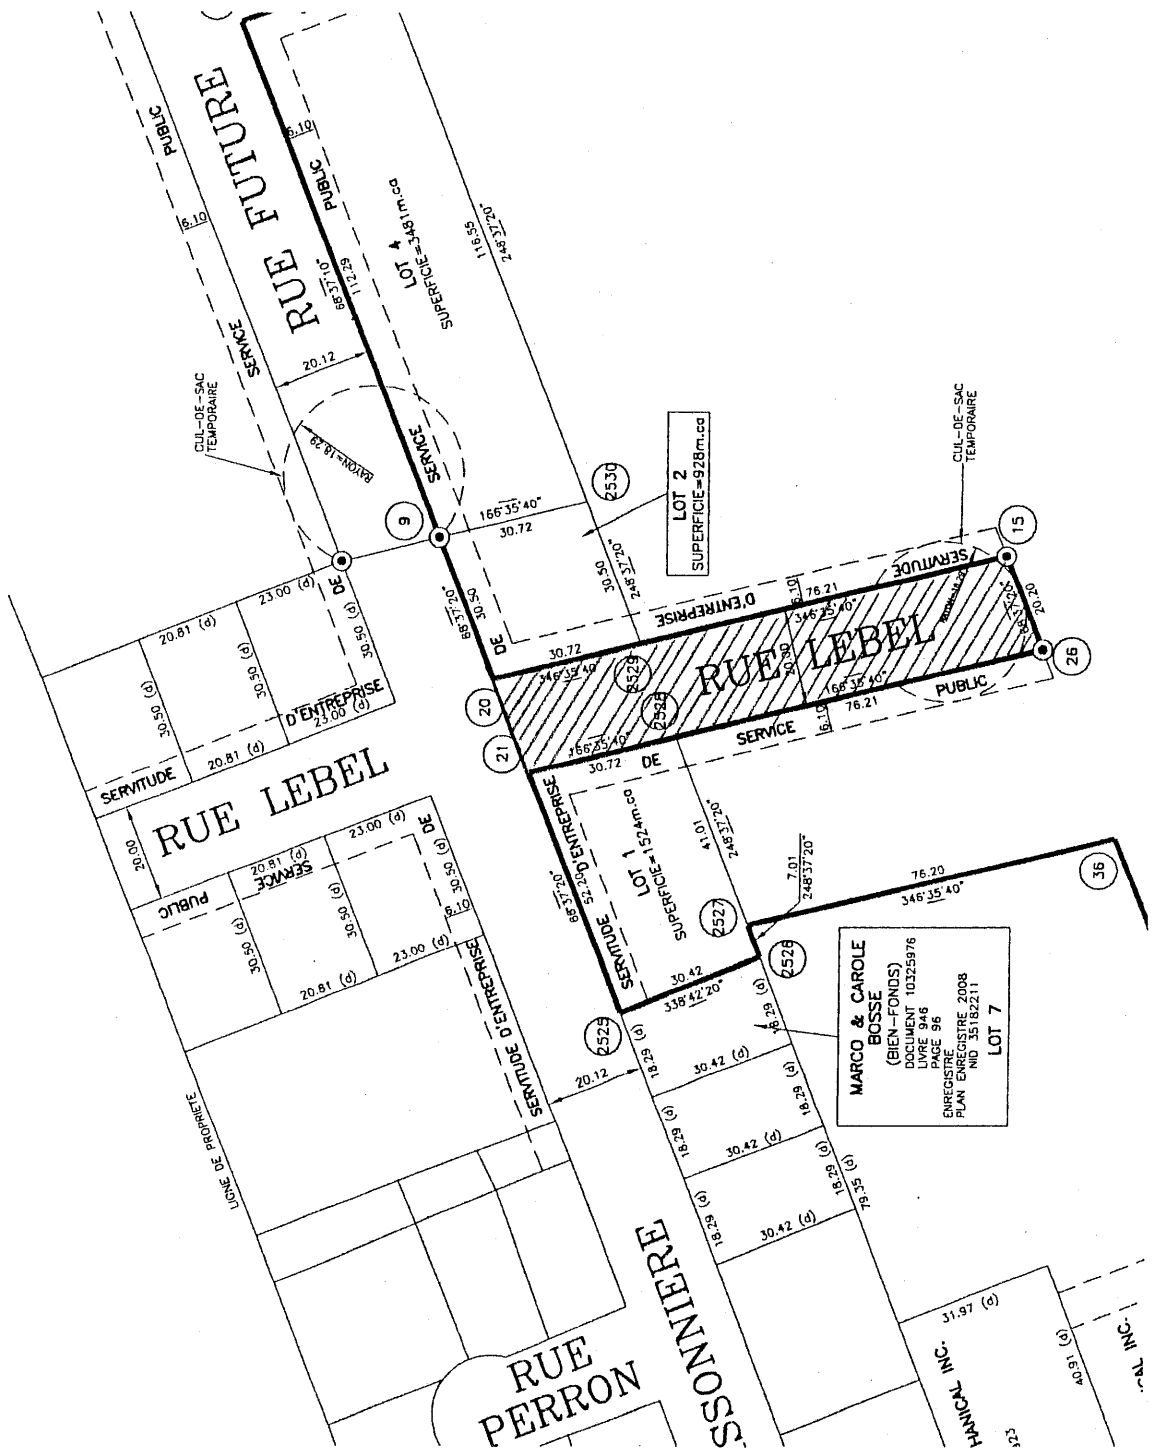 PUBLIC
6.10
SERVICE
RUE FUTURE
6.10
PUBLIC
68°37'10"
112.29
LOT 4
SUPERFICIE=3481m.ca
116.55
248°37'20"
20.12
CUL-DE-SAC
TEMPORAIRE
RAYON=18.29
SERVICE
9
166°35'40"
30.72
2530
LOT 2
SUPERFICIE=928m.ca
30.50
248°37'20"
CUL-DE-SAC
TEMPORAIRE
15
SERVITUDE
DE
68°37'20"
30.50
DE
D'ENTREPRISE
6.10
76.21
346°35'40"
68°37'20"
20.20
26
20.81 (d)
23.00 (d)
30.50 (d)
30.50 (d)
30.50 (d)
D'ENTREPRISE
23.00 (d)
20.81 (d)
SERVITUDE
20
21
30.72
346°35'40"
2529
2528
RUE LEBEL
166°35'40"
76.21
PUBLIC
6.10
SERVICE
166°35'40"
30.72
DE
RUE LEBEL
20.00
PUBLIC
20.81 (d)
SERVICE
23.00 (d)
DE
30.50 (d)
30.50 (d)
30.50 (d)
6.10
23.00 (d)
20.81 (d)
SERVITUDE D'ENTREPRISE
SERVITUDE D'ENTREPRISE
68°37'20"
52.20
LOT 1
SUPERFICIE=1524m.ca
41.01
248°37'20"
2527
7.01
248°37'20"
76.20
346°35'40"
36
2526
30.42
338°42'20"
2525
MARCO & CAROLE
BOSSE
(BIEN-FONDS)
DOCUMENT 10325976
LIVRE 946
PAGE 96
ENREGISTRE
PLAN ENREGISTRE 2008
NID 35182211
LOT 7
LIGNE DE PROPRIETE
20.12
18.29 (d)
18.29 (d)
30.42 (d)
18.29 (d)
18.29 (d)
30.42 (d)
18.29 (d)
18.29 (d)
79.35 (d)
30.42 (d)
RUE
PERRON
SSONNIERE
31.97 (d)
HANICAL INC.
40.91 (d)
CAL INC.
523